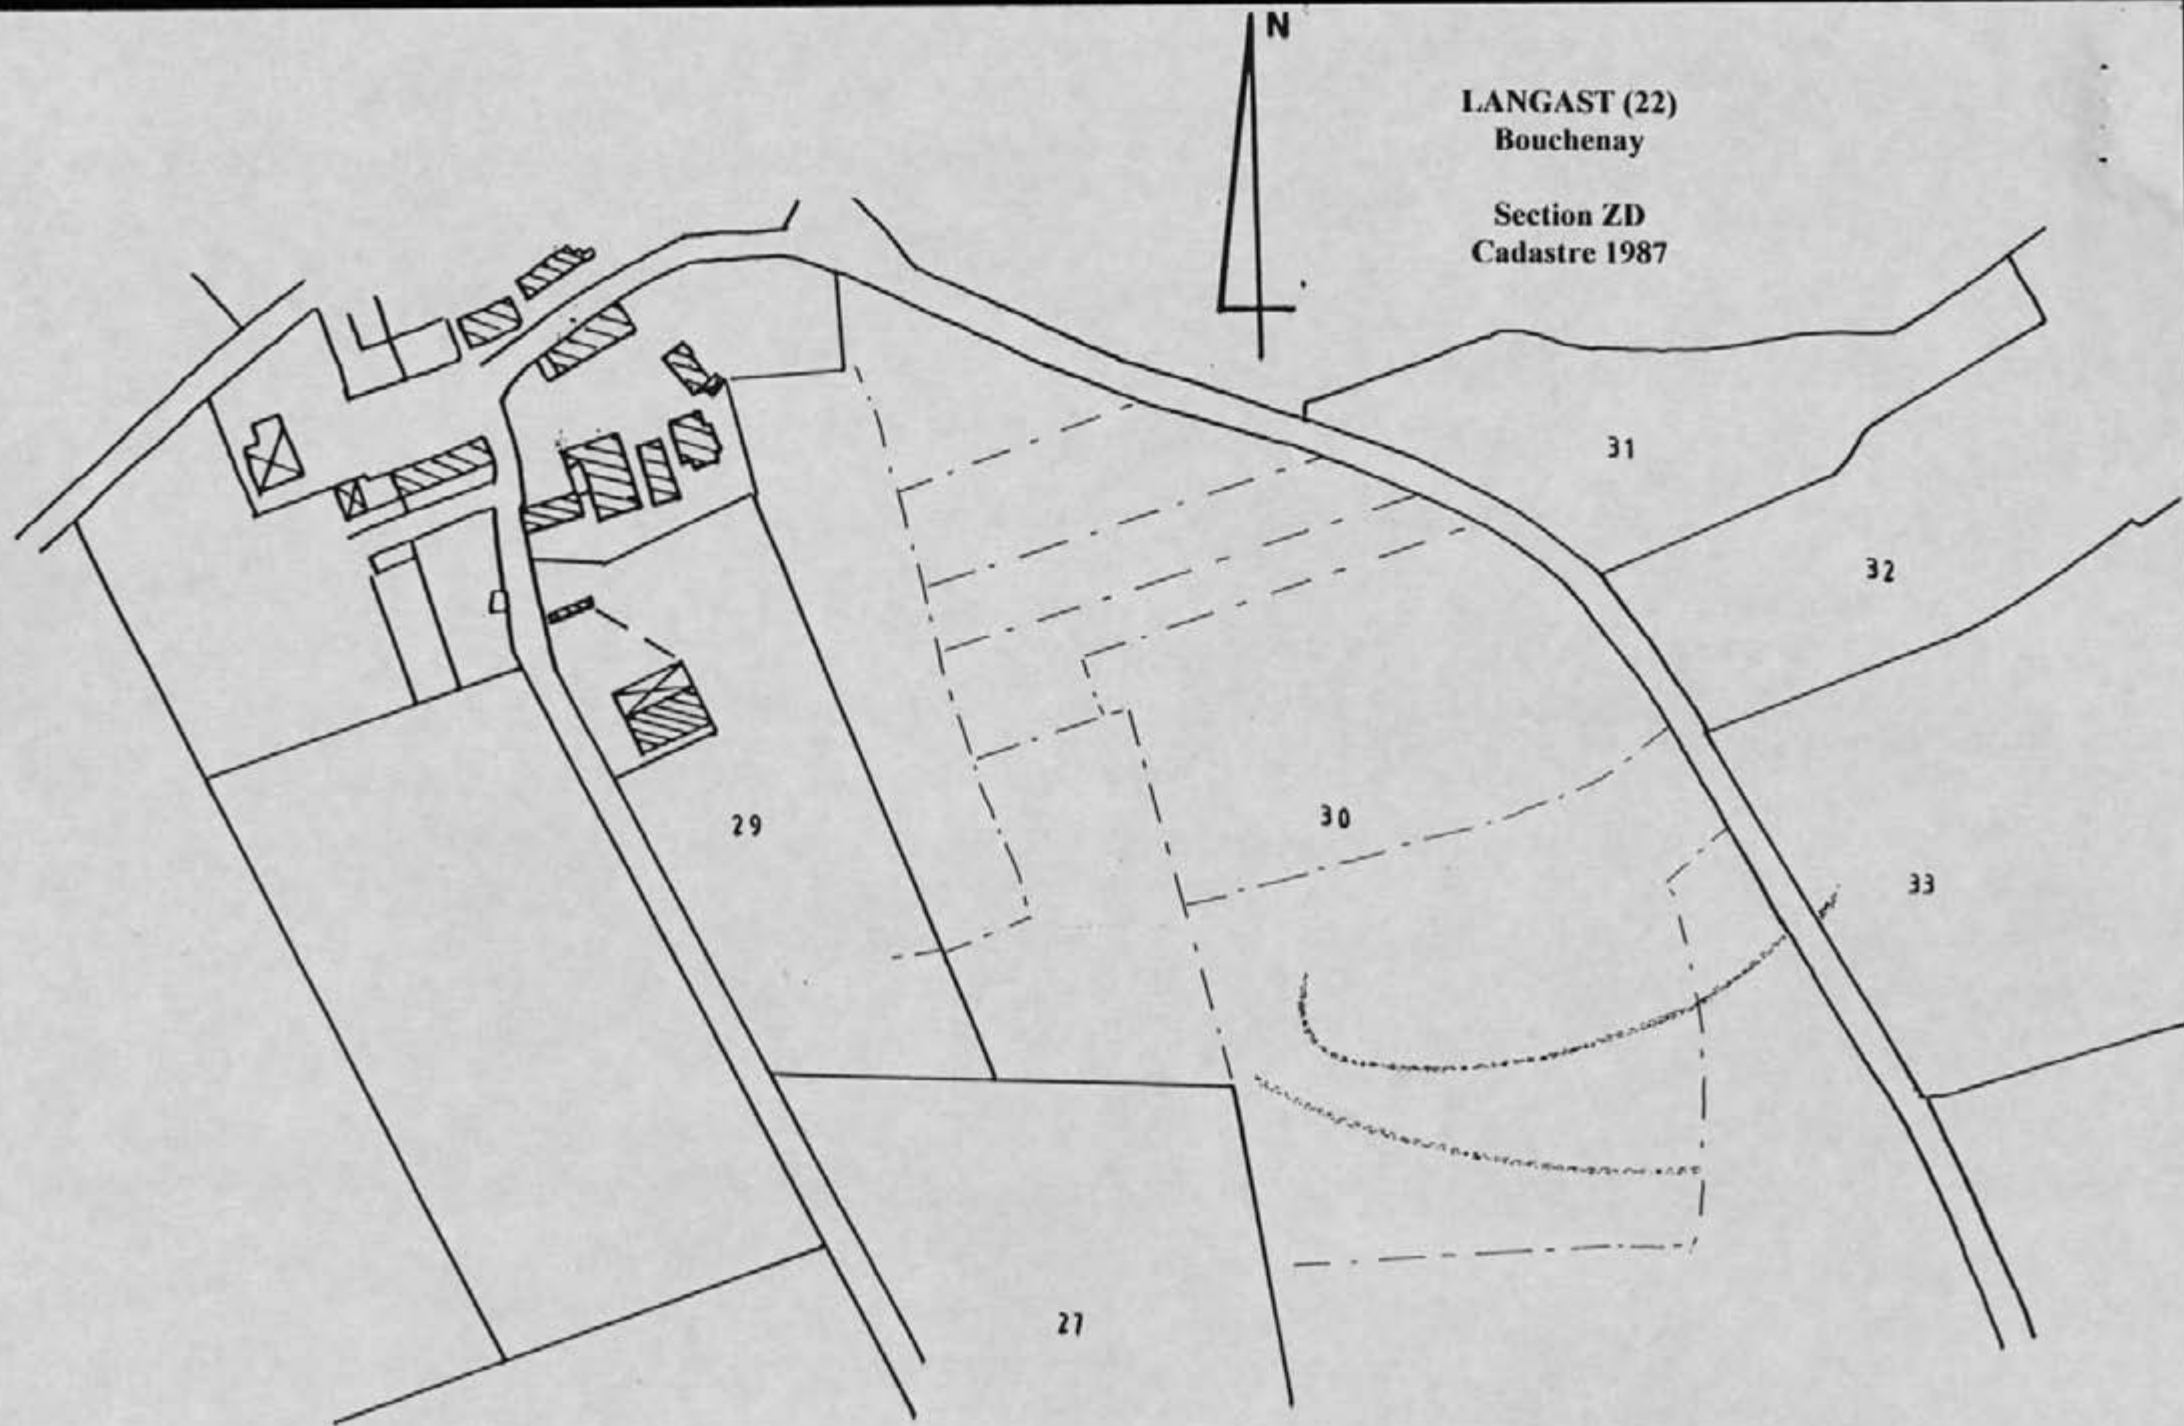 N
LANGAST (22)
Bouchenay
Section ZD
Cadastre 1987
31
32
29
30
33
27